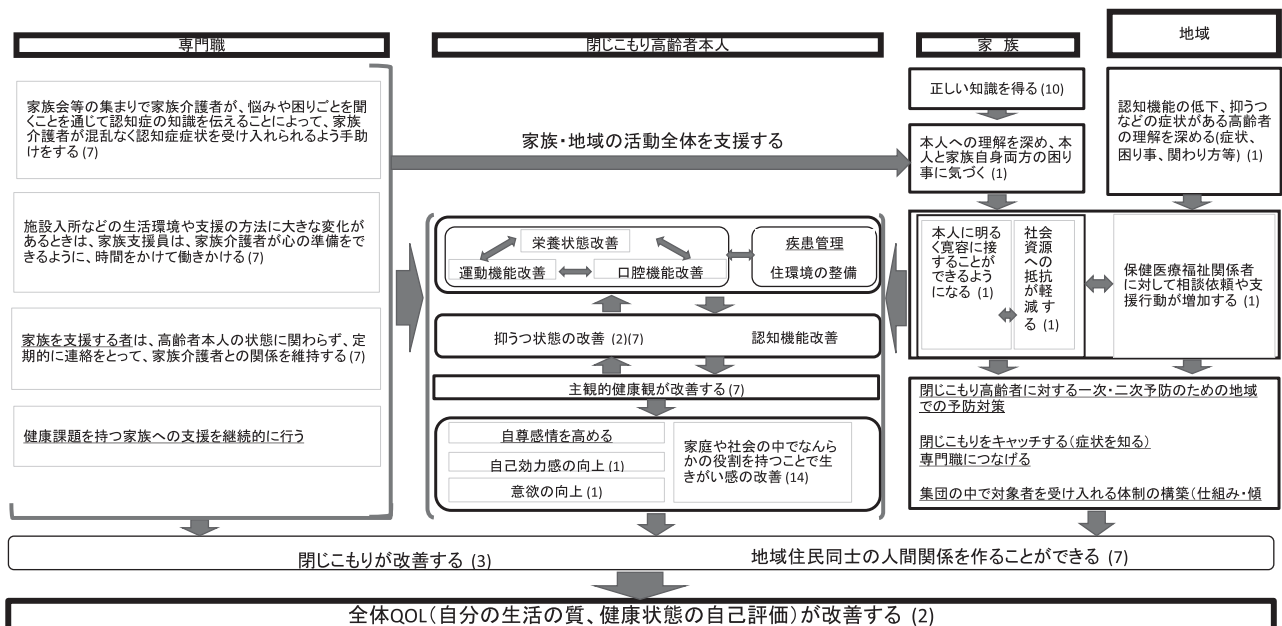 専門職
家族会等の集まりで家族介護者が、悩みや困りごとを聞
くことを通じて認知症の知識を伝えることによって、家族
介護者が混乱なく認知症症状を受け入れられるよう手助
けをする (7)
施設入所などの生活環境や支援の方法に大きな変化が
あるときは、家族支援員は、家族介護者が心の準備をで
きるように、時間をかけて働きかける (7)
家族を支援する者は、高齢者本人の状態に関わらず、定
期的に連絡をとって、家族介護者との関係を維持する (7)
健康課題を持つ家族への支援を継続的に行う
閉じこもり高齢者本人
家族・地域の活動全体を支援する
栄養状態改善
運動機能改善
口腔機能改善
疾患管理
住環境の整備
抑うつ状態の改善 (2)(7)
認知機能改善
主観的健康観が改善する (7)
自尊感情を高める
自己効力感の向上 (1)
意欲の向上 (1)
家庭や社会の中でなんら
かの役割を持つことで生
きがい感の改善 (14)
家 族
正しい知識を得る (10)
本人への理解を深め、本
人と家族自身両方の困り
事に気づく (1)
本人に明る
く寛容に接
することが
できるよう
になる (1)
社会
資源
への
抵抗
が軽
減す
る
(1)
地域
認知機能の低下、抑うつ
などの症状がある高齢者
の理解を深める(症状、
困り事、関わり方等) (1)
保健医療福祉関係者
に対して相談依頼や支
援行動が増加する (1)
閉じこもり高齢者に対する一次・二次予防のための地域
での予防対策
閉じこもりをキャッチする(症状を知る)
専門職につなげる
集団の中で対象者を受け入れる体制の構築(仕組み・傾
閉じこもりが改善する (3)
地域住民同士の人間関係を作ることができる (7)
全体QOL(自分の生活の質、健康状態の自己評価)が改善する (2)